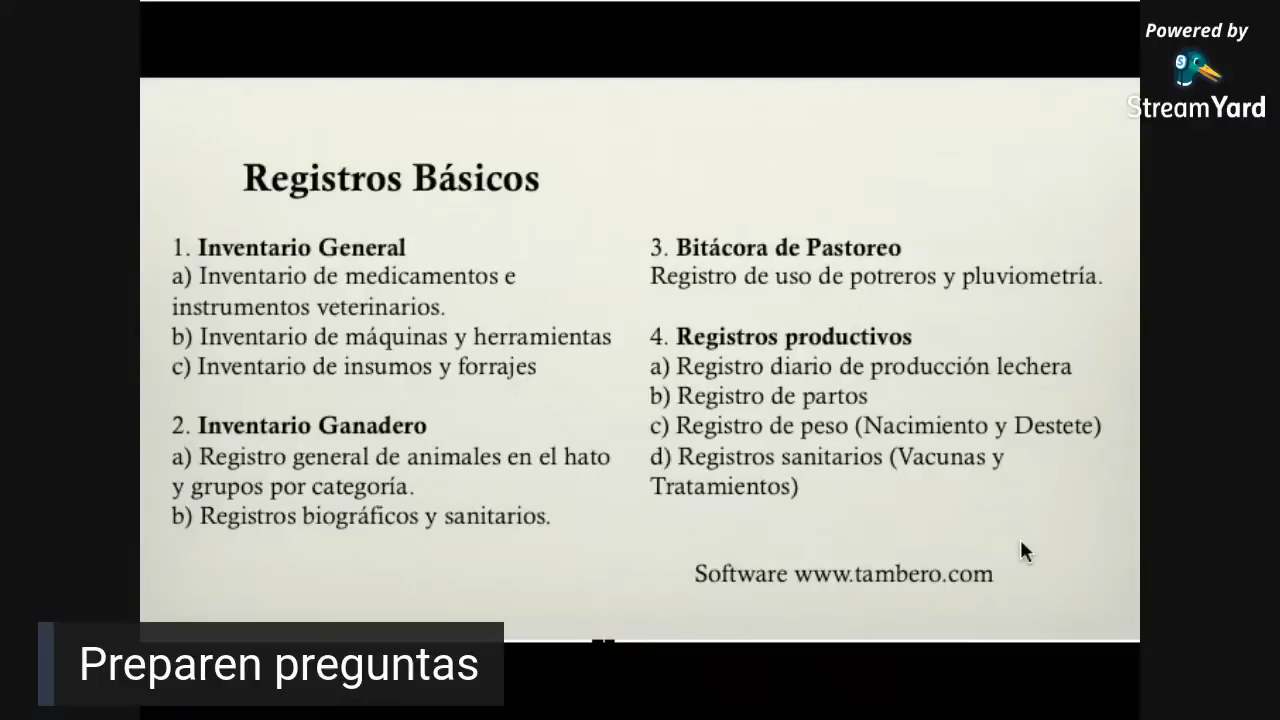 Powered by
StreamYard
Registros Básicos
1. Inventario General
a) Inventario de medicamentos e
instrumentos veterinarios.
b) Inventario de máquinas y herramientas
c) Inventario de insumos y forrajes
2. Inventario Ganadero
a) Registro general de animales en el hato
y grupos por categoría.
b) Registros biográficos y sanitarios.
3. Bitácora de Pastoreo
Registro de uso de potreros y pluviometría.
4. Registros productivos
a) Registro diario de producción lechera
b) Registro de partos
c) Registro de peso (Nacimiento y Destete)
d) Registros sanitarios (Vacunas y
Tratamientos)
Software www.tambero.com
Preparen preguntas